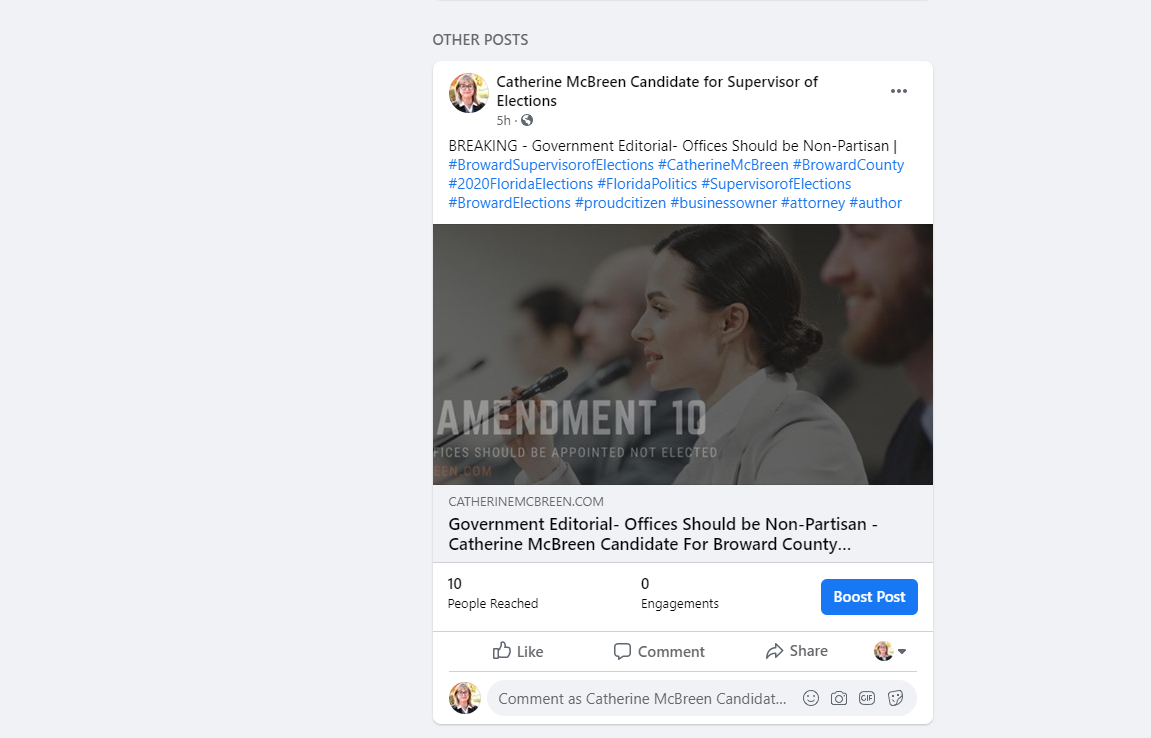 OTHER POSTS
Catherine McBreen Candidate for Supervisor of
Elections
5h ·
BREAKING - Government Editorial- Offices Should be Non-Partisan |
#BrowardSupervisorofElections #CatherineMcBreen #BrowardCounty
#2020FloridaElections #FloridaPolitics #SupervisorofElections
#BrowardElections #proudcitizen #businessowner #attorney #author
AMENDMENT 10
FICES SHOULD BE APPOINTED NOT ELECTED
EEN.COM
CATHERINEMCBREEN.COM
Government Editorial- Offices Should be Non-Partisan -
Catherine McBreen Candidate For Broward County...
10 0
People Reached Engagements Boost Post
Like Comment Share
Comment as Catherine McBreen Candidat... GIF